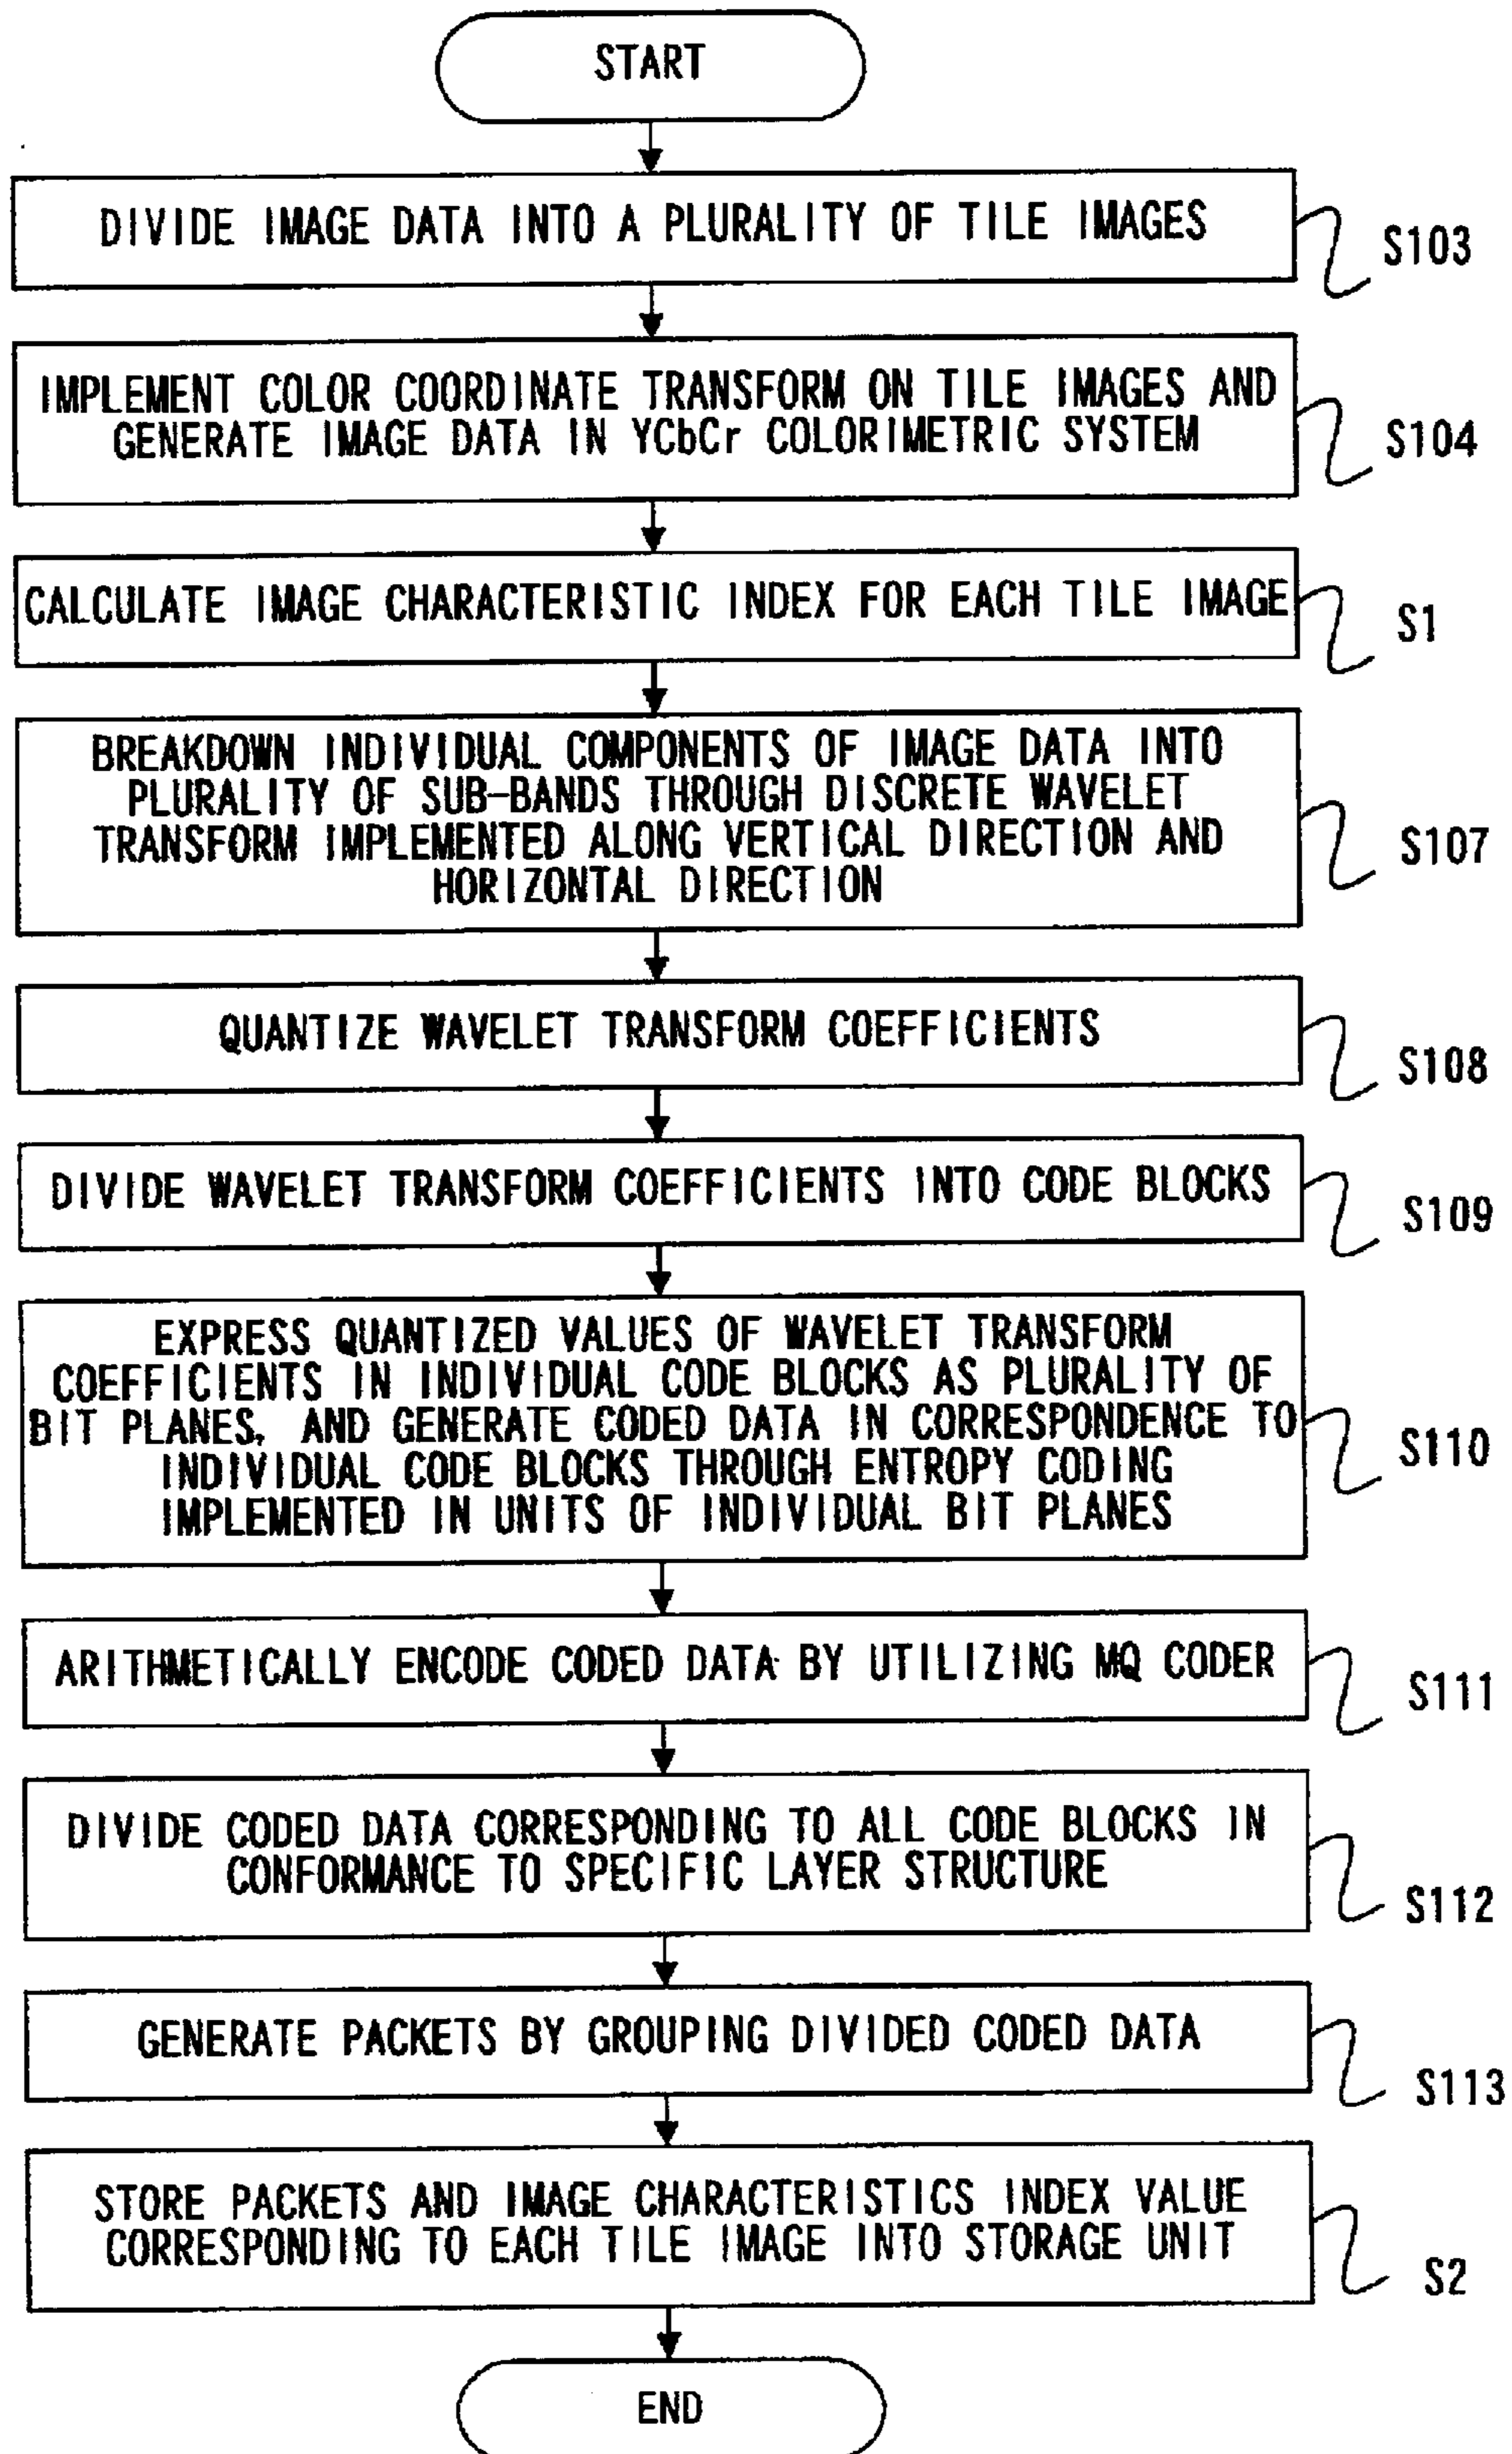 START
DIVIDE IMAGE DATA INTO A PLURALITY OF TILE IMAGES
S103
IMPLEMENT COLOR COORDINATE TRANSFORM ON TILE IMAGES AND
GENERATE IMAGE DATA IN YCbCr COLORIMETRIC SYSTEM
S104
CALCULATE IMAGE CHARACTERISTIC INDEX FOR EACH TILE IMAGE
S1
BREAKDOWN INDIVIDUAL COMPONENTS OF IMAGE DATA INTO
PLURALITY OF SUB-BANDS THROUGH DISCRETE WAVELET
TRANSFORM IMPLEMENTED ALONG VERTICAL DIRECTION AND
HORIZONTAL DIRECTION
S107
QUANTIZE WAVELET TRANSFORM COEFFICIENTS
S108
DIVIDE WAVELET TRANSFORM COEFFICIENTS INTO CODE BLOCKS
S109
EXPRESS QUANTIZED VALUES OF WAVELET TRANSFORM
COEFFICIENTS IN INDIVIDUAL CODE BLOCKS AS PLURALITY OF
BIT PLANES, AND GENERATE CODED DATA IN CORRESPONDENCE TO
INDIVIDUAL CODE BLOCKS THROUGH ENTROPY CODING
IMPLEMENTED IN UNITS OF INDIVIDUAL BIT PLANES
S110
ARITHMETICALLY ENCODE CODED DATA BY UTILIZING MQ CODER
S111
DIVIDE CODED DATA CORRESPONDING TO ALL CODE BLOCKS IN
CONFORMANCE TO SPECIFIC LAYER STRUCTURE
S112
GENERATE PACKETS BY GROUPING DIVIDED CODED DATA
S113
STORE PACKETS AND IMAGE CHARACTERISTICS INDEX VALUE
CORRESPONDING TO EACH TILE IMAGE INTO STORAGE UNIT
S2
END